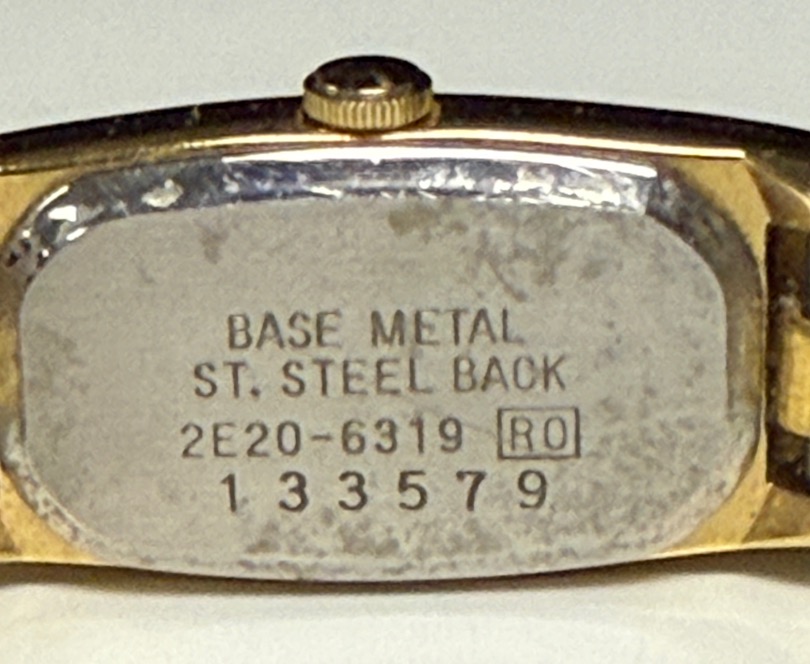 BASE METAL
ST. STEEL BACK
2E20-6319 RO
133579